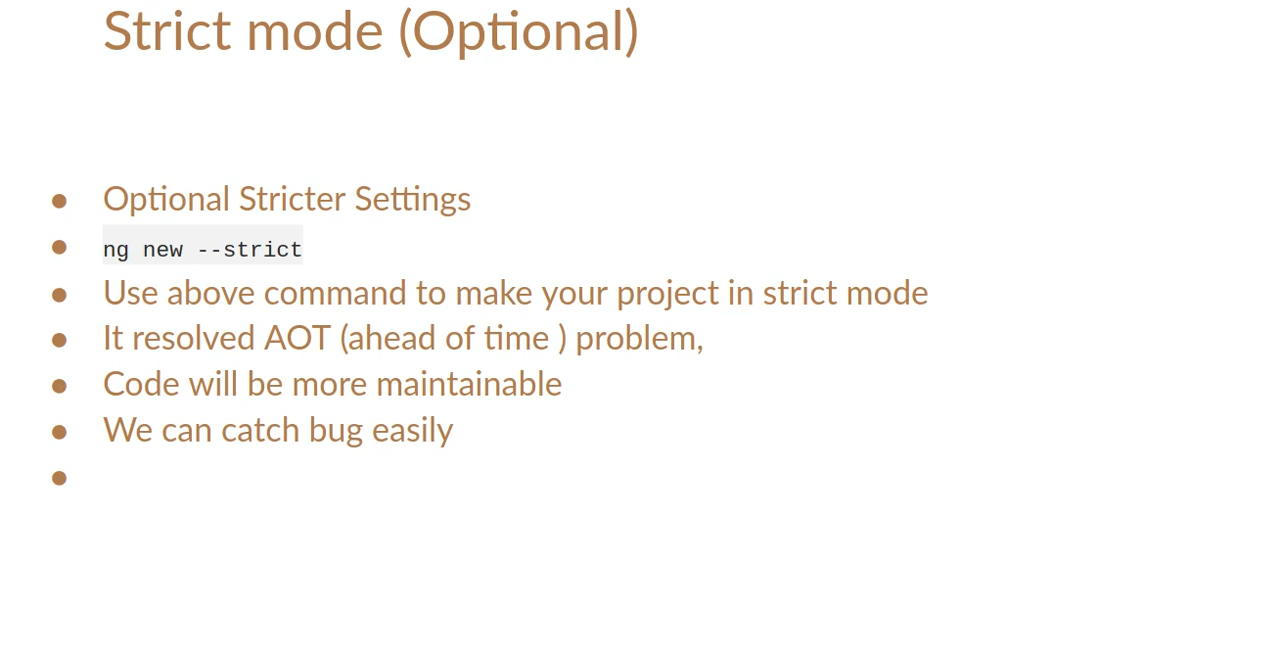 Strict mode (Optional)
● Optional Stricter Settings
● ng new --strict
● Use above command to make your project in strict mode
● It resolved AOT (ahead of time ) problem,
● Code will be more maintainable
● We can catch bug easily
●